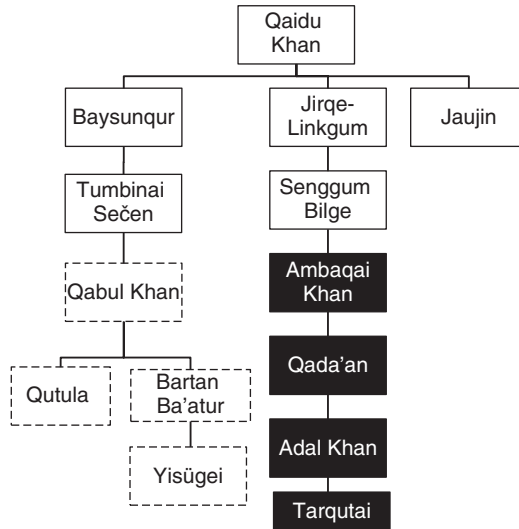 Qaidu
Khan
Baysunqur
Jirqe-
Linkgum
Jaujin
Tumbinai
Sečen
Senggum
Bilge
Qabul Khan
Ambaqai
Khan
Qutula
Bartan
Ba'atur
Qada'an
Yisügei
Adal Khan
Tarqutai